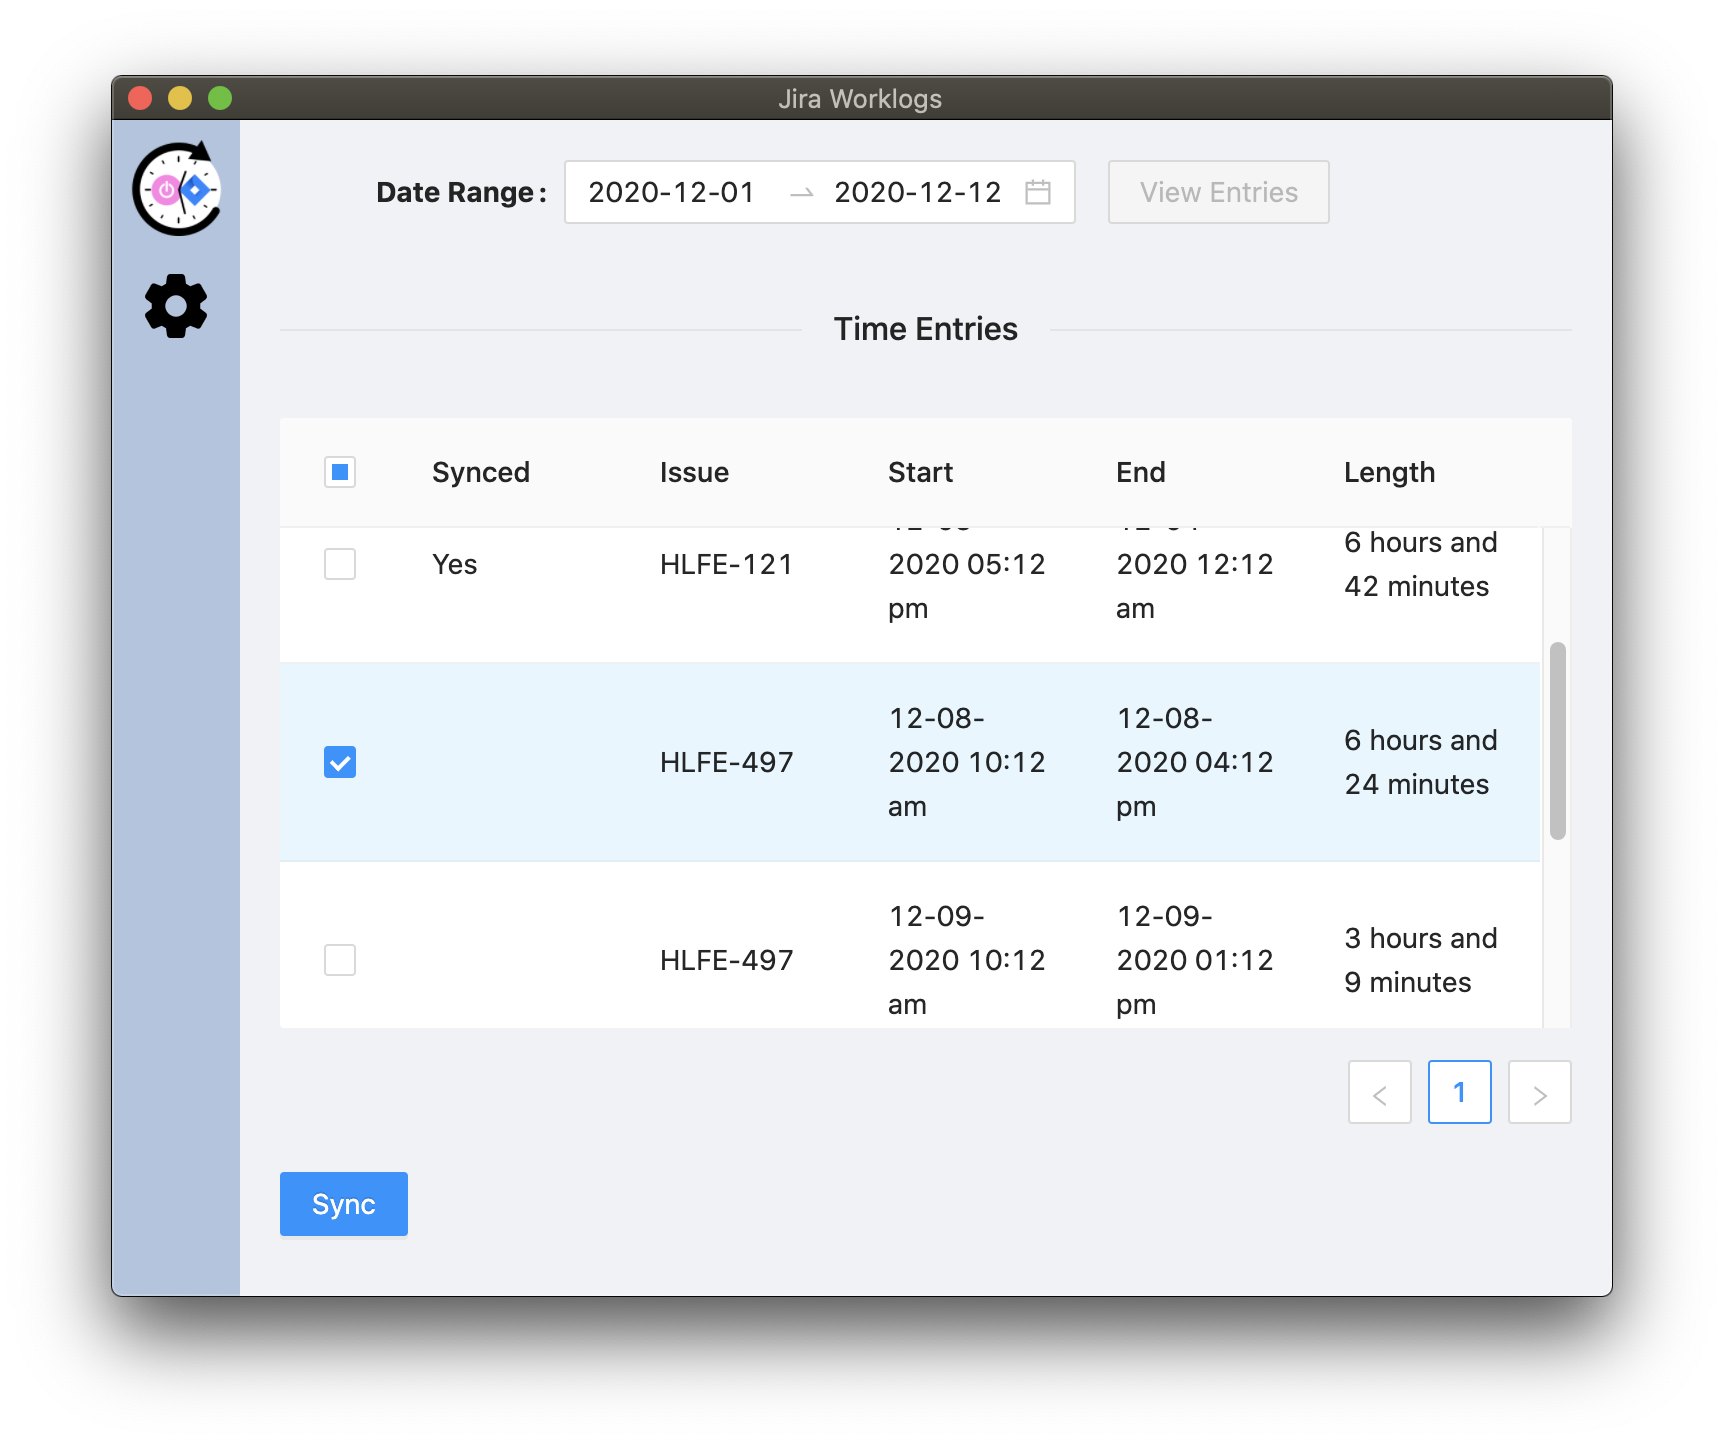 Jira Worklogs
Date Range: 2020-12-01 2020-12-12 View Entries
Time Entries
Synced Issue Start End Length
Yes HLFE-121 2020 05:12 pm 2020 12:12 am 6 hours and 42 minutes
HLFE-497 12-08-2020 10:12 am 12-08-2020 04:12 pm 6 hours and 24 minutes
HLFE-497 12-09-2020 10:12 am 12-09-2020 01:12 pm 3 hours and 9 minutes
< 1 >
Sync